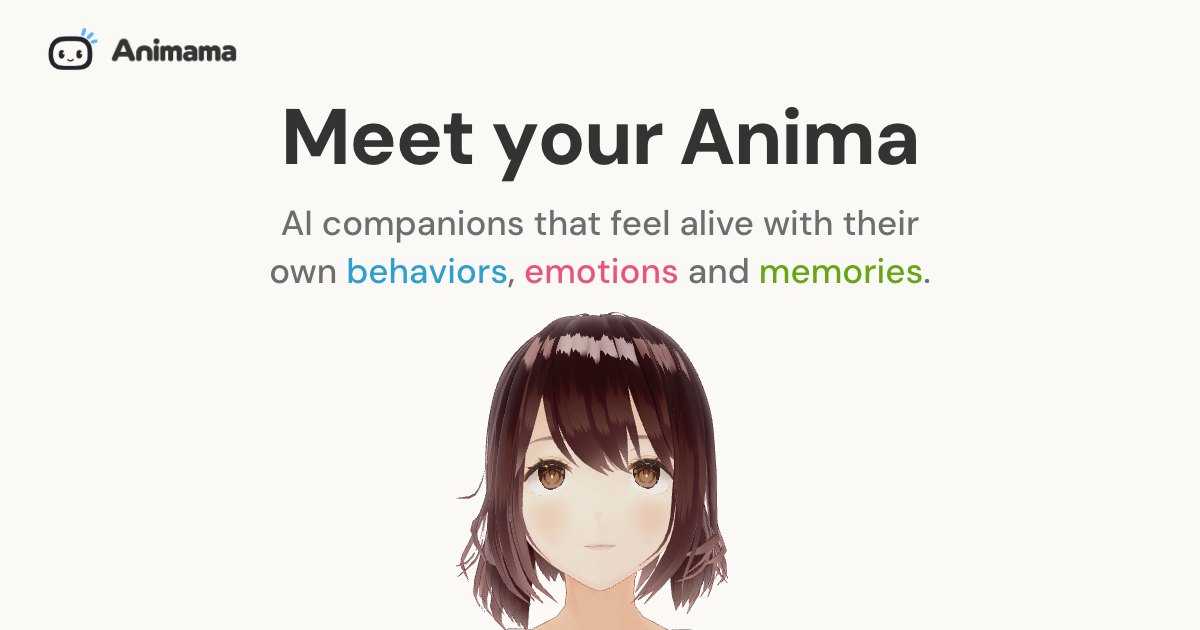 Animama
Meet your Anima
AI companions that feel alive with their
own behaviors, emotions and memories.